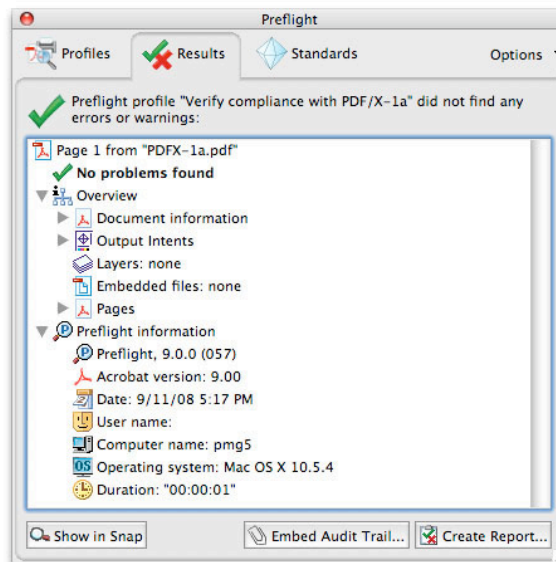 Preflight
Profiles
Results
Standards
Options
Preflight profile "Verify compliance with PDF/X-1a" did not find any
errors or warnings:
Page 1 from "PDFX-1a.pdf"
No problems found
Overview
Document information
Output Intents
Layers: none
Embedded files: none
Pages
Preflight information
Preflight, 9.0.0 (057)
Acrobat version: 9.00
Date: 9/11/08 5:17 PM
User name:
Computer name: pmg5
OS Operating system: Mac OS X 10.5.4
Duration: "00:00:01"
Show in Snap
Embed Audit Trail...
Create Report...